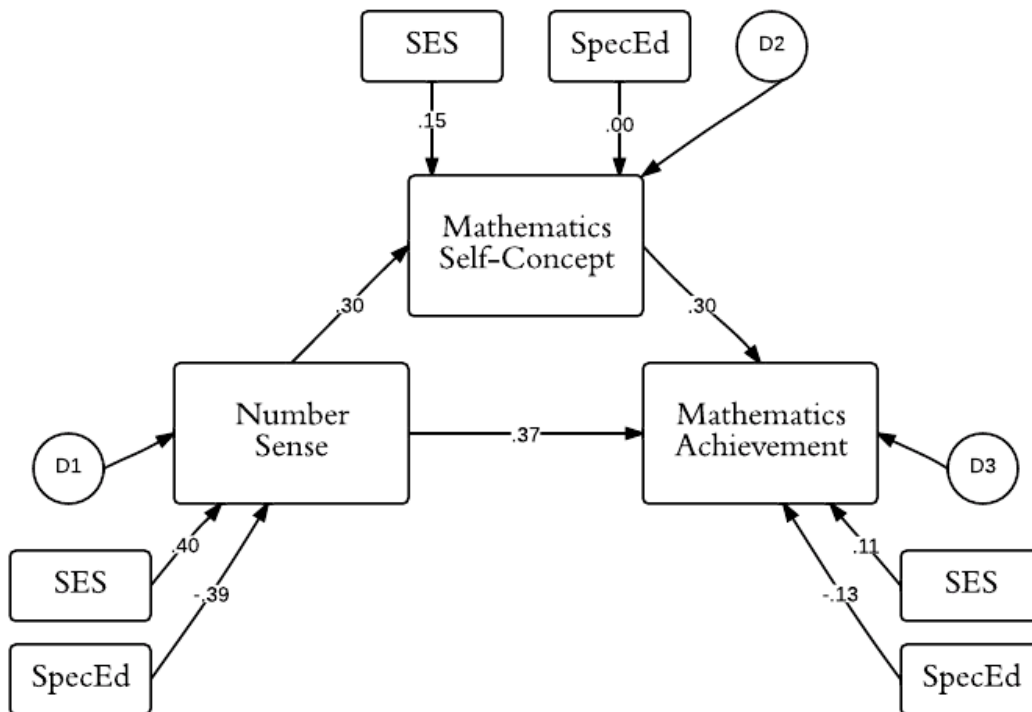 SES
SpecEd
D2
.15
.00
Mathematics
Self-Concept
.30
.30
Number
Sense
Mathematics
Achievement
.37
D1
D3
.40
.11
SES
SES
-.39
-.13
SpecEd
SpecEd